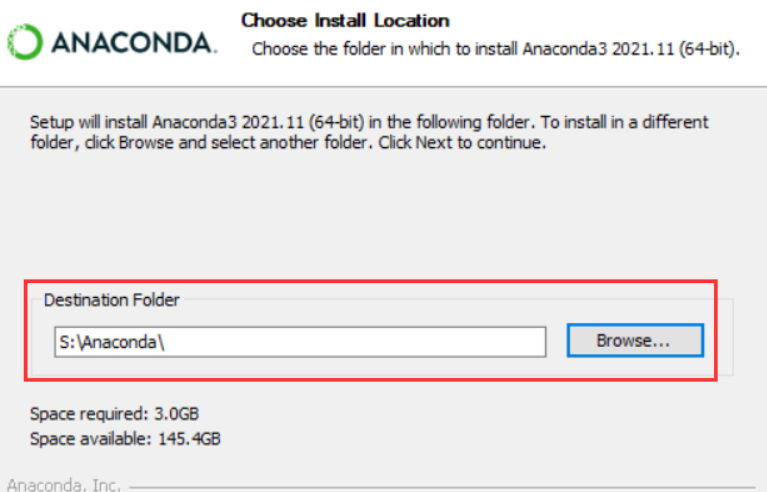 ANACONDA.
Choose Install Location
Choose the folder in which to install Anaconda3 2021.11 (64-bit).
Setup will install Anaconda3 2021.11 (64-bit) in the following folder. To install in a different
folder, click Browse and select another folder. Click Next to continue.
Destination Folder
S:\Anaconda\
Browse...
Space required: 3.0GB
Space available: 145.4GB
Anaconda, Inc.